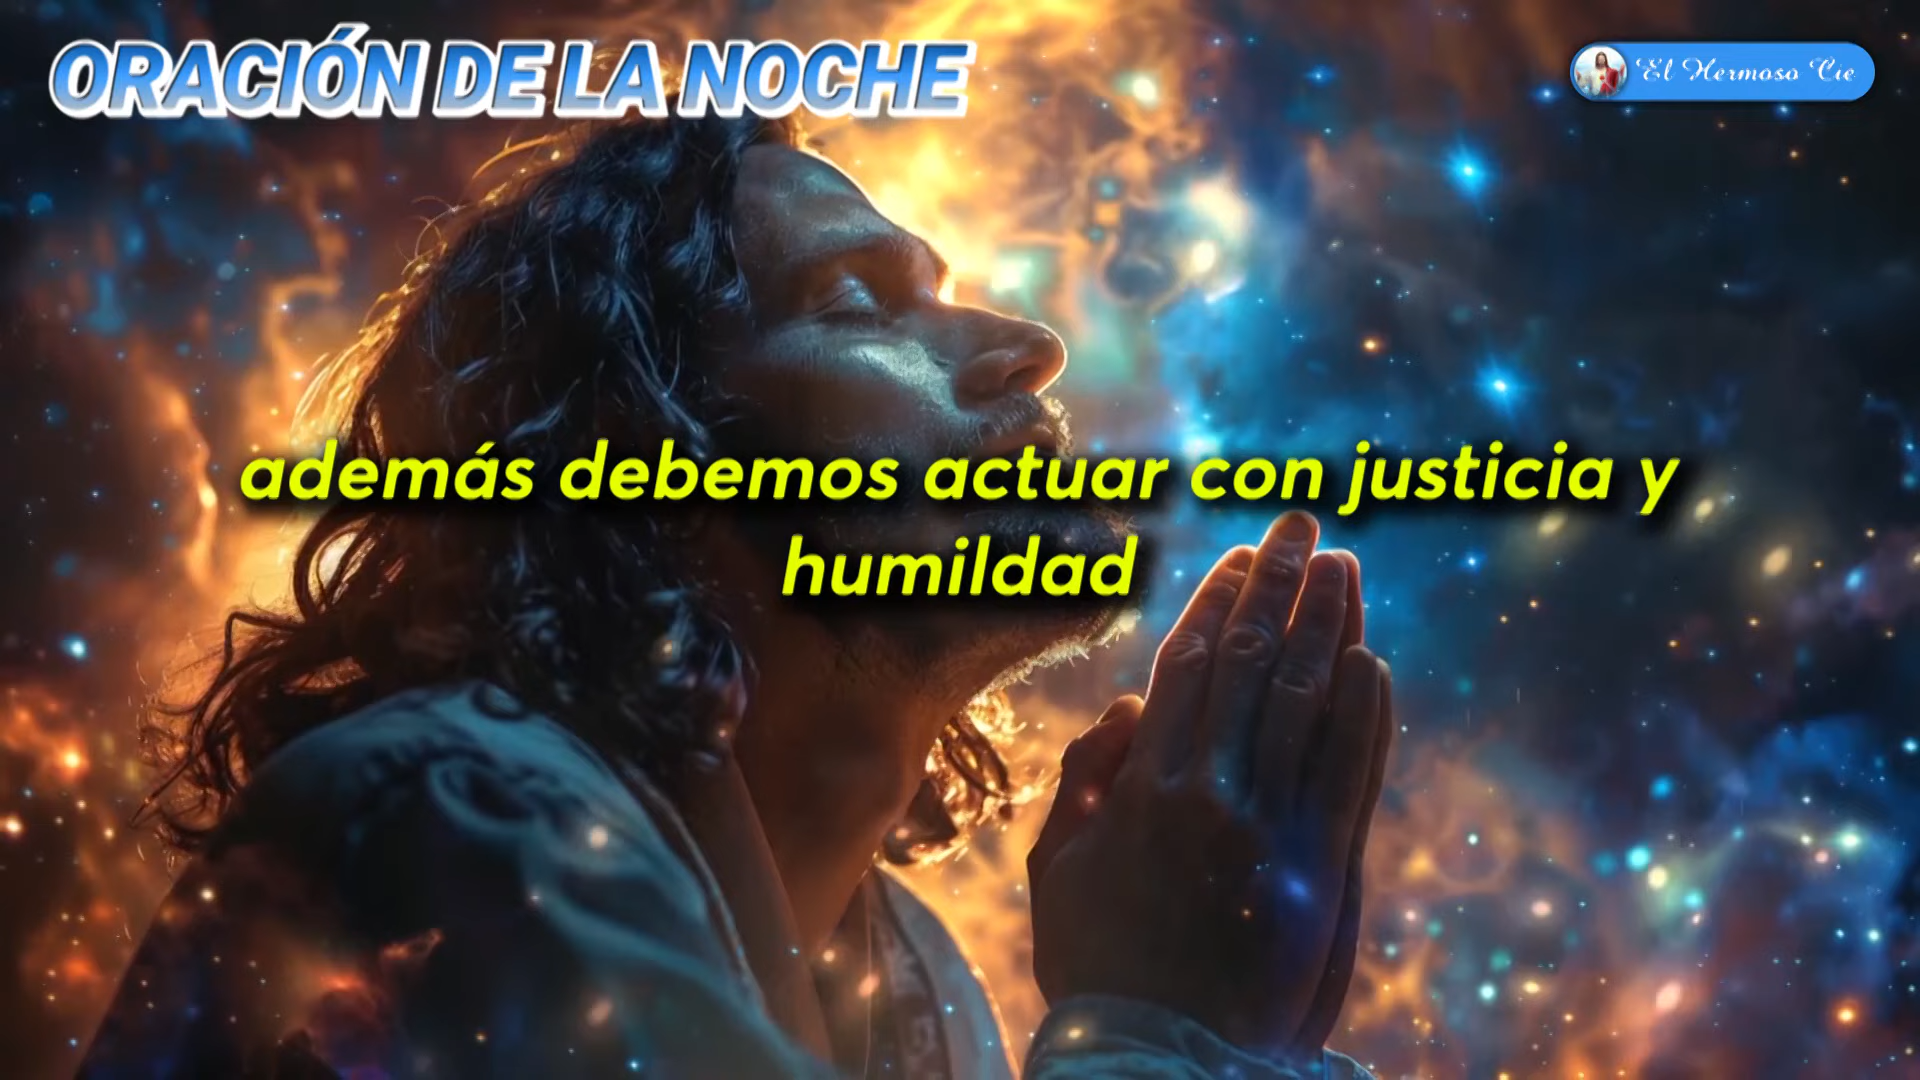 ORACIÓN DE LA NOCHE
El Hermoso Cie
además debemos actuar con justicia y
humildad